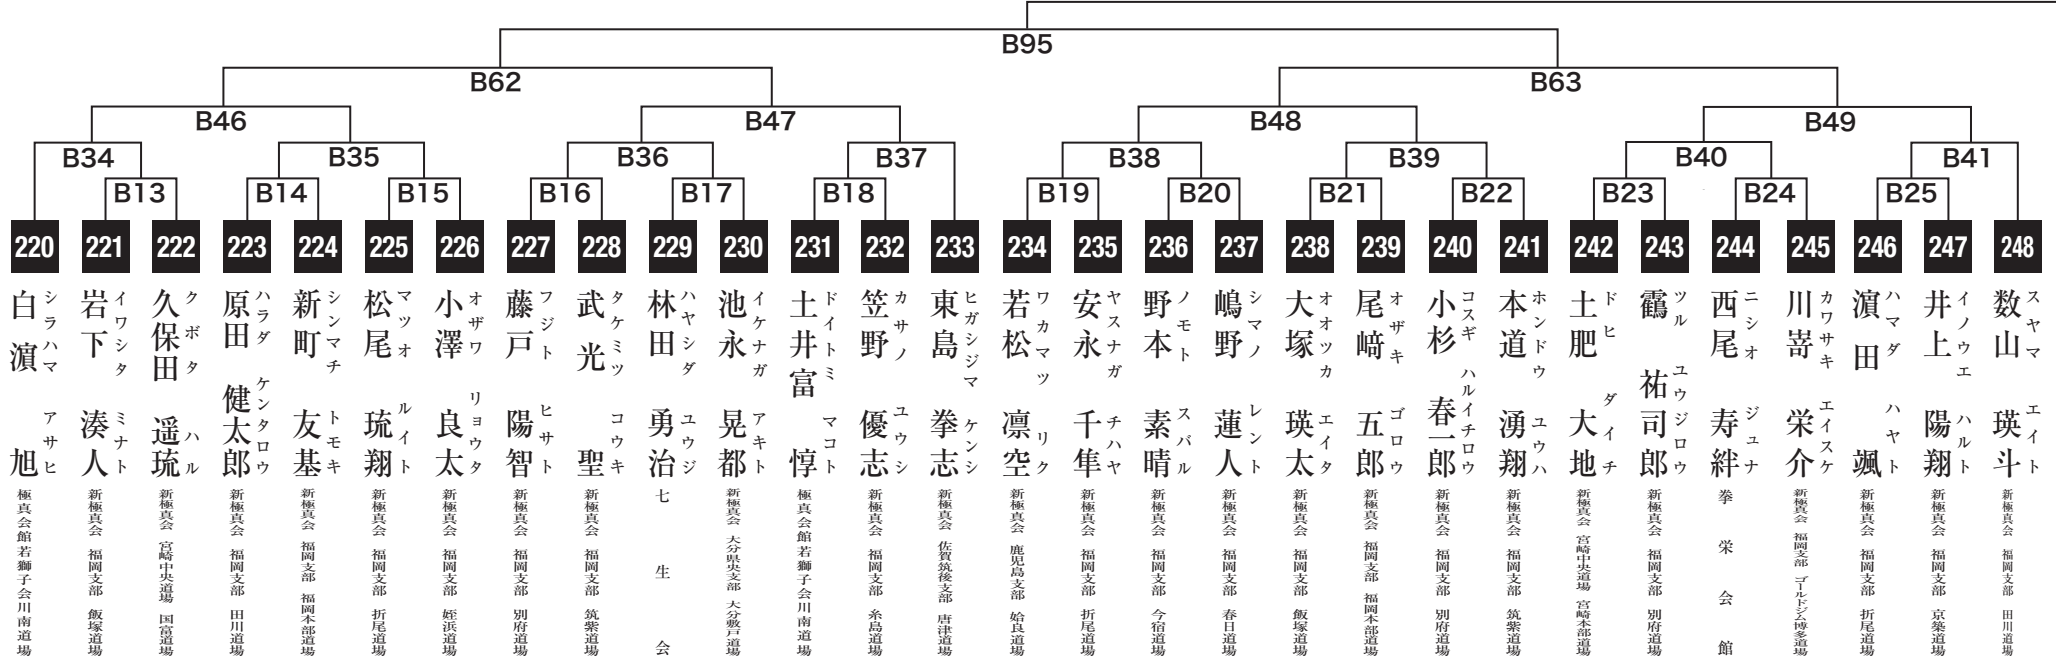 B95
B62
B63
B46
B47
B48
B49
B34
B35
B36
B37
B38
B39
B40
B41
B13
B14
B15
B16
B17
B18
B19
B20
B21
B22
B23
B24
B25
220 白濵 旭 シラハマ アサヒ 極真会館若獅子会川南道場
221 岩下 湊人 イワシタ ミナト 新極真会 福岡支部 飯塚道場
222 久保田 遥琉 クボタ ハル 新極真会 宮崎中央道場 国富道場
223 原田 健太郎 ハラダ ケンタロウ 新極真会 福岡支部 田川道場
224 新町 友基 シンマチ トモキ 新極真会 福岡支部 福岡本部道場
225 松尾 琉翔 マツオ ルイト 新極真会 福岡支部 折尾道場
226 小澤 良太 オザワ リョウタ 新極真会 福岡支部 姪浜道場
227 藤戸 陽智 フジト ヒサト 新極真会 福岡支部 別府道場
228 武光 聖 タケミツ コウキ 新極真会 福岡支部 筑紫道場
229 林田 勇治 ハヤシダ ユウジ 七生会
230 池永 晃都 イケナガ アキト 新極真会 大分県央支部 大分敷戸道場
231 土井富 惇 ドイトミ マコト 極真会館若獅子会川南道場
232 笠野 優志 カサノ ユウシ 新極真会 福岡支部 糸島道場
233 東島 拳志 ヒガシジマ ケンシ 新極真会 佐賀筑後支部 唐津道場
234 若松 凛空 ワカマツ リク 新極真会 鹿児島支部 姶良道場
235 安永 千隼 ヤスナガ チハヤ 新極真会 福岡支部 折尾道場
236 野本 素晴 ノモト スバル 新極真会 福岡支部 今宿道場
237 嶋野 蓮人 シマノ レント 新極真会 福岡支部 春日道場
238 大塚 瑛太 オオツカ エイタ 新極真会 福岡支部 飯塚道場
239 尾﨑 五郎 オザキ ゴロウ 新極真会 福岡支部 福岡本部道場
240 小杉 春一郎 コスギ ハルイチロウ 新極真会 福岡支部 別府道場
241 本道 湧翔 ホンドウ ユウハ 新極真会 福岡支部 筑紫道場
242 土肥 大地 ドヒ ダイチ 新極真会 宮崎中央道場 宮崎本部道場
243 靍 祐司郎 ツル ユウジロウ 新極真会 福岡支部 別府道場
244 西尾 寿絆 ニシオ ジュナ 拳栄会館
245 川嵜 栄介 カワサキ エイスケ 新極真会 福岡支部 ゴールドジム博多道場
246 濵田 颯 ハマダ ハヤト 新極真会 福岡支部 折尾道場
247 井上 陽翔 イノウエ ハルト 新極真会 福岡支部 京築道場
248 数山 瑛斗 スヤマ エイト 新極真会 福岡支部 田川道場